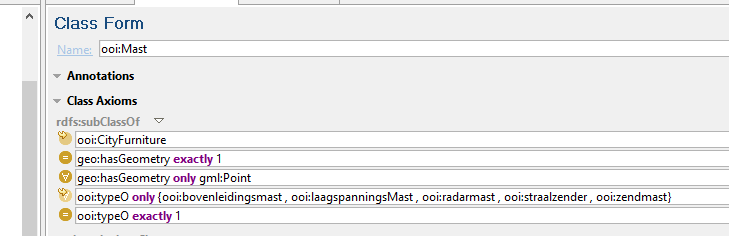 Class Form
Name: ooi:Mast
Annotations
Class Axioms
rdfs:subClassOf
ooi:CityFurniture
geo:hasGeometry exactly 1
geo:hasGeometry only gml:Point
ooi:typeO only {ooi:bovenleidingsmast , ooi:laagspanningsMast , ooi:radarmast , ooi:straalzender , ooi:zendmast}
ooi:typeO exactly 1